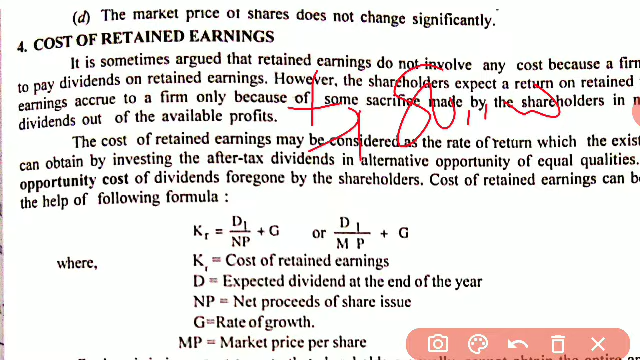 (d) The market price of shares does not change significantly.
4. COST OF RETAINED EARNINGS
It is sometimes argued that retained earnings do not involve any cost because a firm
to pay dividends on retained earnings. However, the shareholders expect a return on retained
earnings accrue to a firm only because of some sacrifice made by the shareholders in
dividends out of the available profits.
The cost of retained earnings may be considered as the rate of return which the exist
can obtain by investing the after-tax dividends in alternative opportunity of equal qualities.
opportunity cost of dividends foregone by the shareholders. Cost of retained earnings can be
the help of following formula :
Kr = D1/NP + G or D1/M P + G
where, Kr = Cost of retained earnings
D = Expected dividend at the end of the year
NP = Net proceeds of share issue
G=Rate of growth.
MP = Market price per share